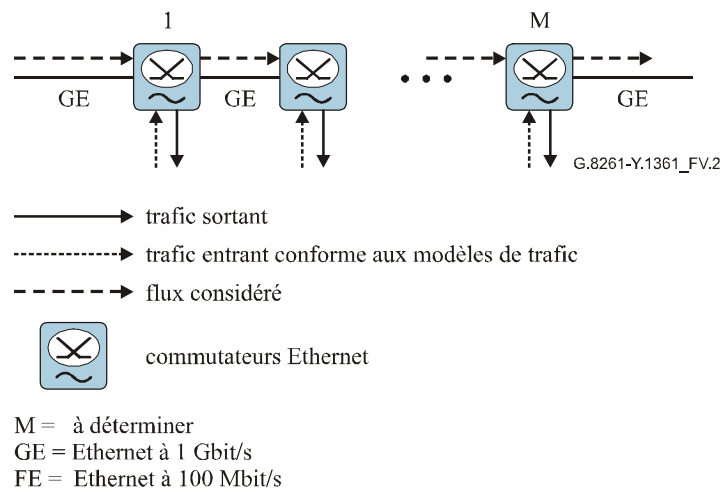 1 M
GE GE GE
G.8261-Y.1361_FV.2
trafic sortant
trafic entrant conforme aux modèles de trafic
flux considéré
commutateurs Ethernet
M = à déterminer
GE = Ethernet à 1 Gbit/s
FE = Ethernet à 100 Mbit/s